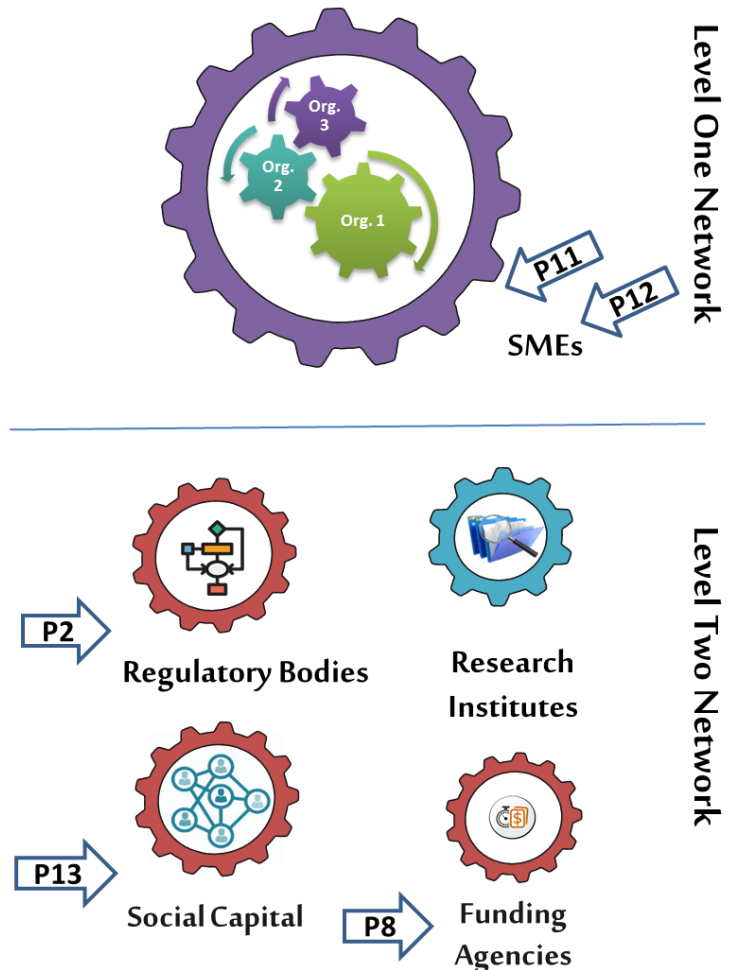 Level One Network
Org.
3
Org.
2
Org. 1
P11
P12
SMEs
Level Two Network
P2
Regulatory Bodies
Research
Institutes
P13
Social Capital
P8
Funding
Agencies